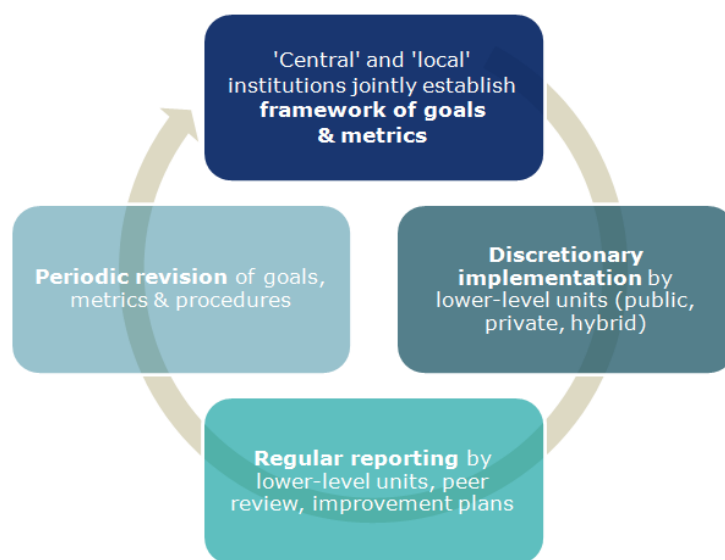 'Central' and 'local'
institutions jointly establish
framework of goals
& metrics
Discretionary
implementation by
lower-level units (public,
private, hybrid)
Regular reporting by
lower-level units, peer
review, improvement plans
Periodic revision of goals,
metrics & procedures